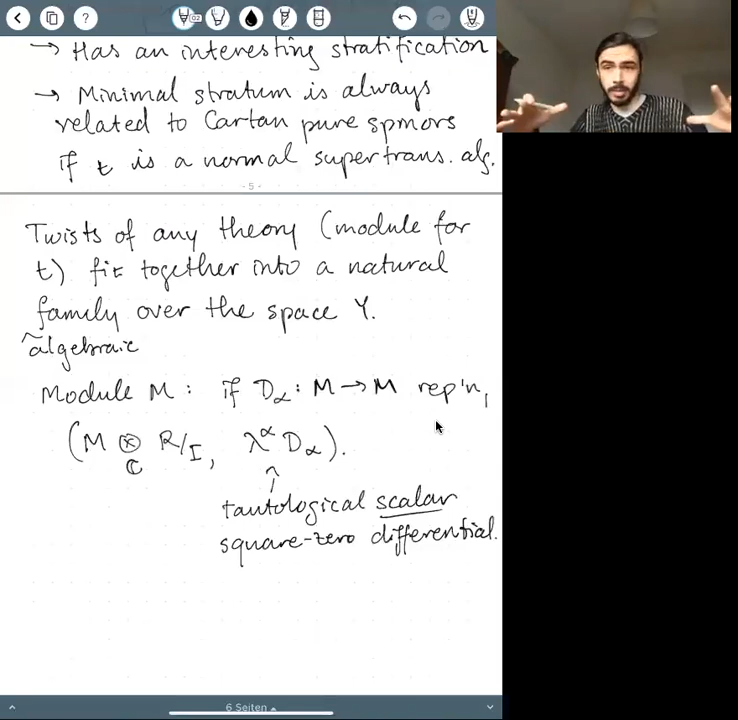 → Has an interesting stratification
→ Minimal stratum is always
related to Cartan pure spinors
if t is a normal supertrans. alg.
- 5 -
Twists of any theory (module for
t) fit together into a natural
family over the space Y.
algebraic
Module M: if Dα : M → M rep'n,
(M ⊗ R/I, λ^α Dα).
C
↑
tautological scalar
square-zero differential.
6 Seiten